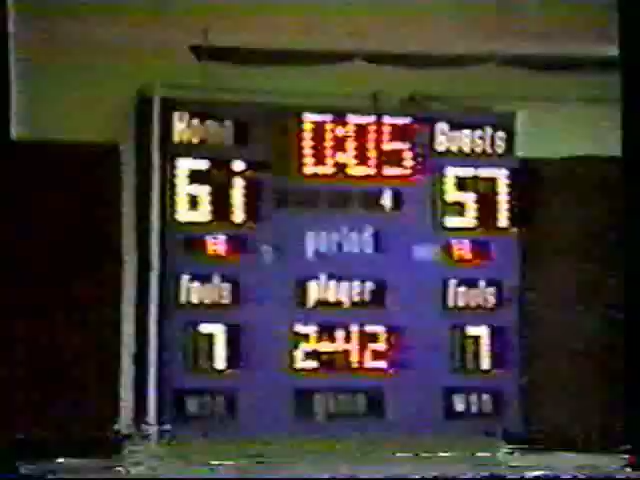 Home 0:05 Guests
61 4 57
period
fouls player fouls
7 2-42 7
won game won